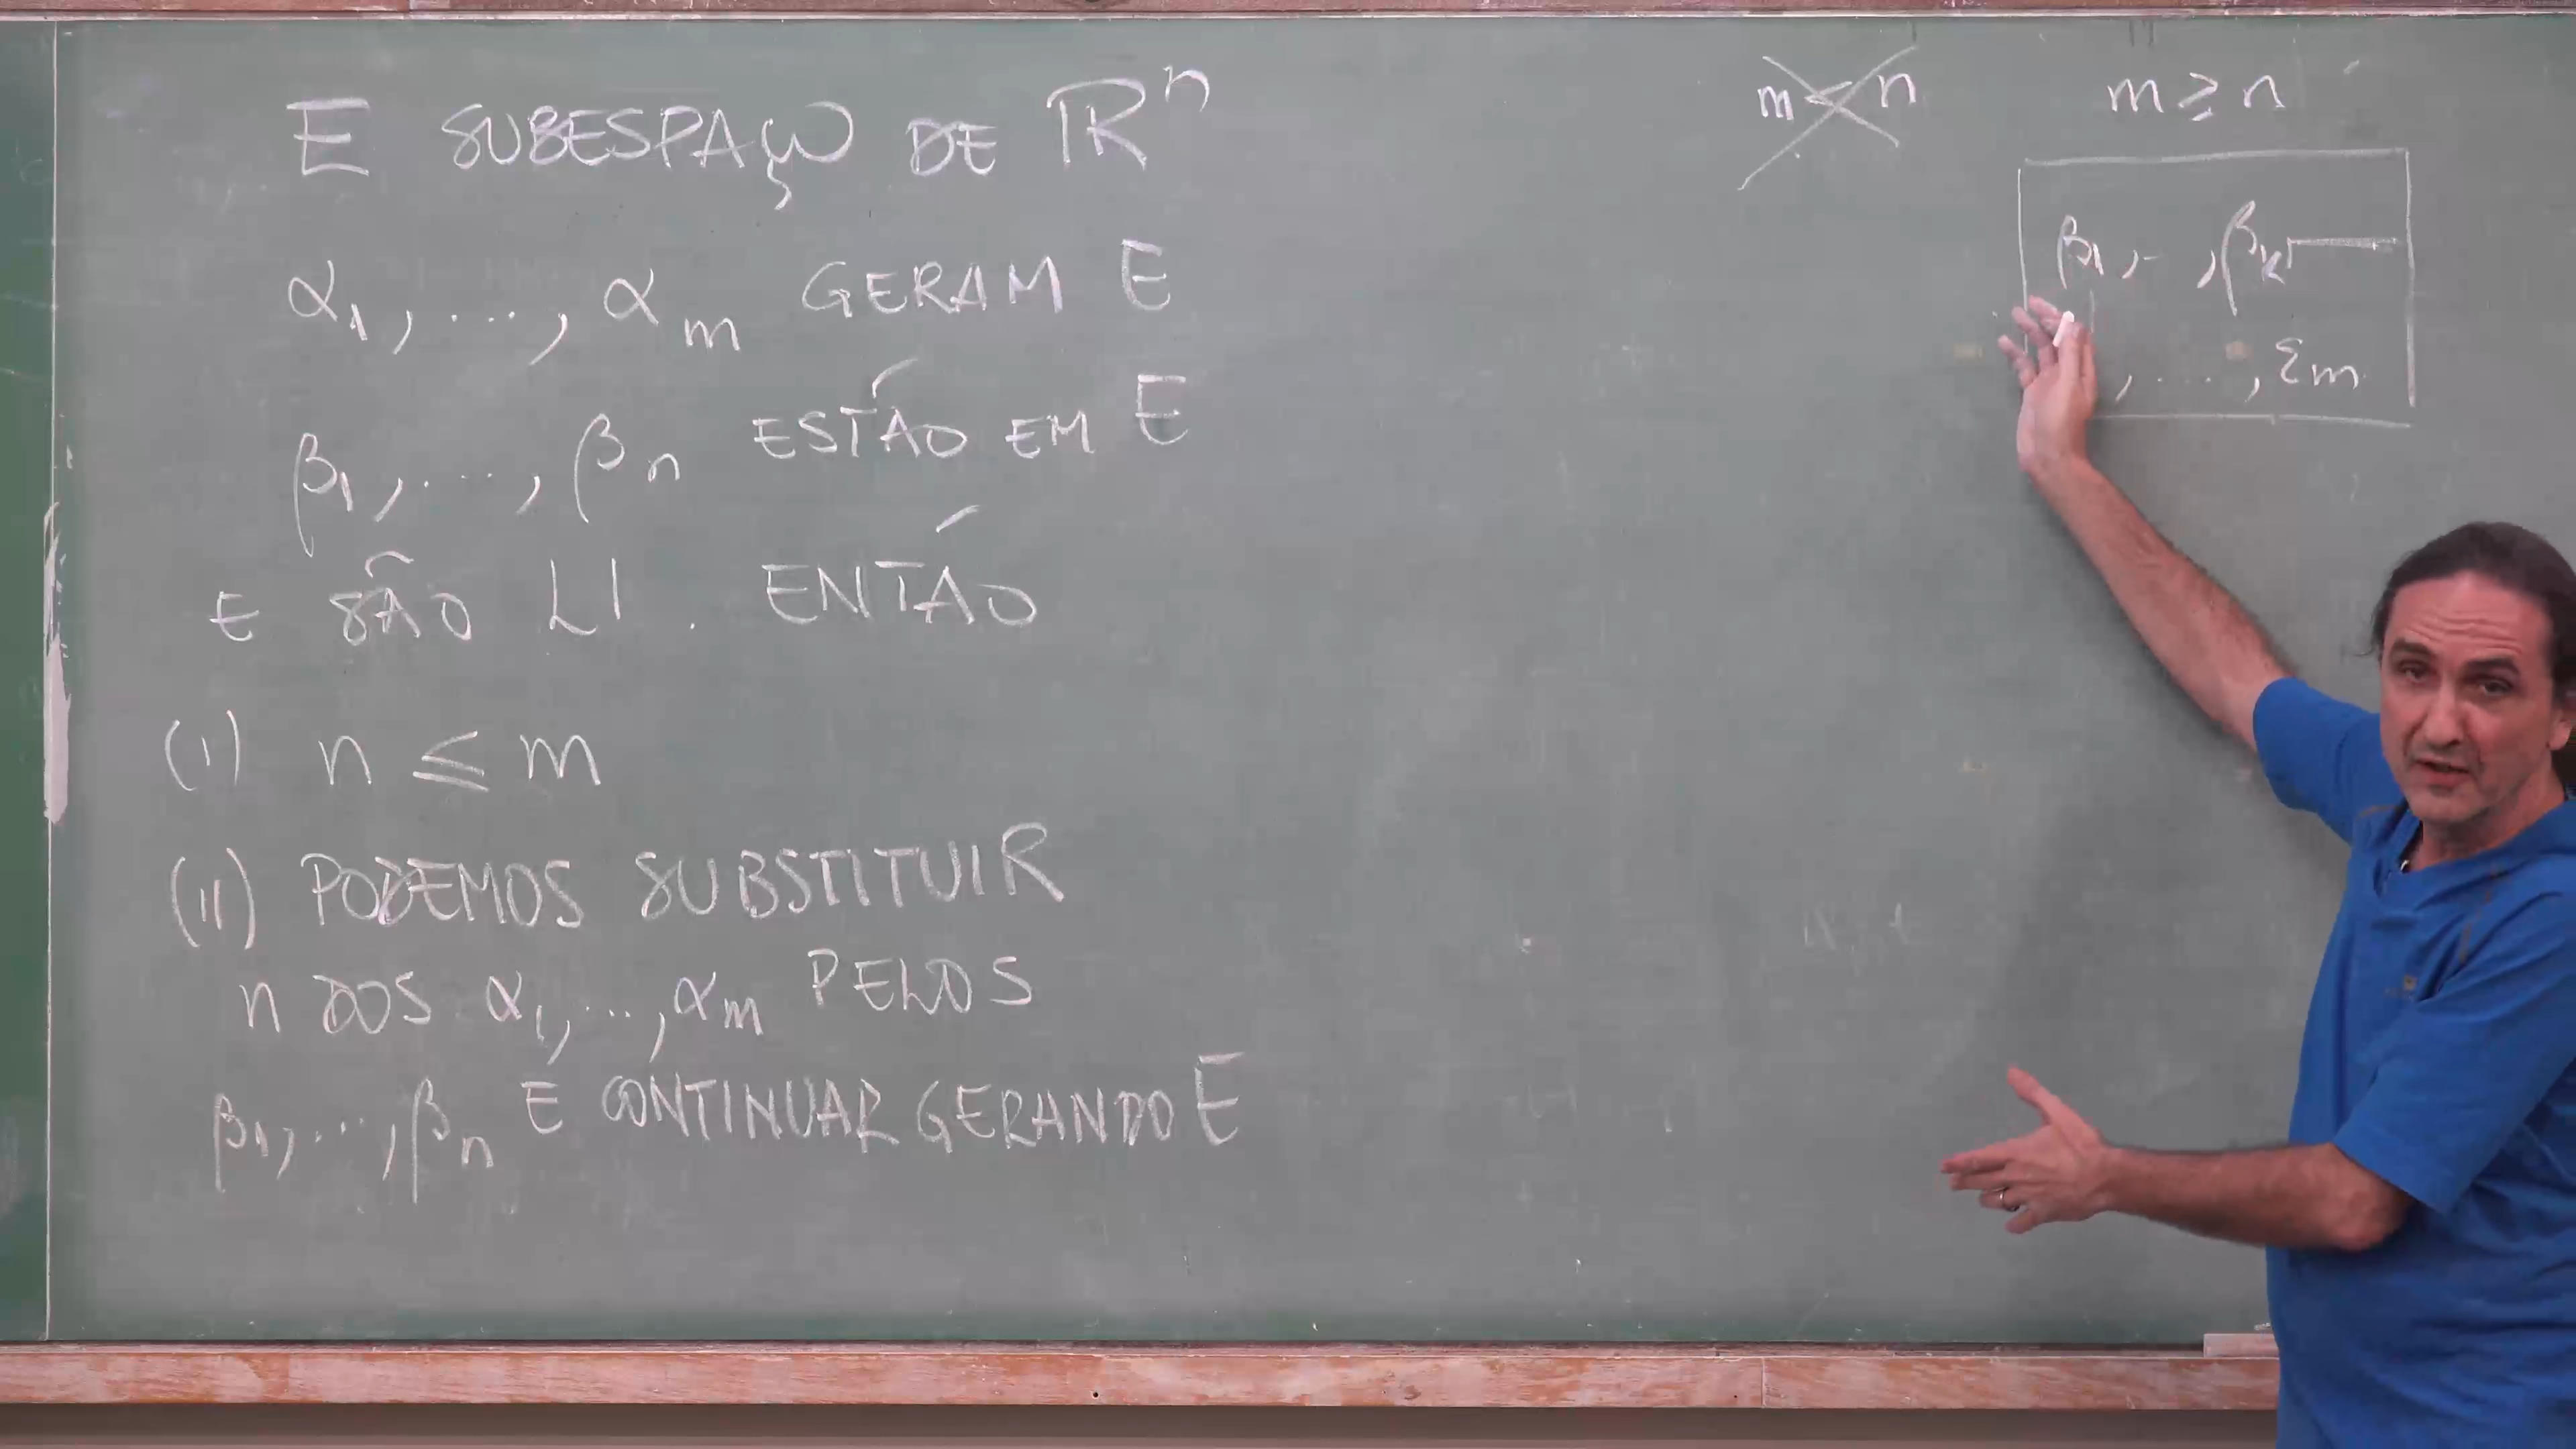 E SUBESPAÇO DE ℝⁿ
α₁, ..., αₘ GERAM E
β₁, ..., βₙ ESTÃO EM E
E SÃO LI. ENTÃO
(I) n ≤ m
(II) PODEMOS SUBSTITUIR
n DOS α₁, ..., αₘ PELOS
β₁, ..., βₙ E CONTINUAR GERANDO E
m < n
m ≥ n
β₁, .. , βₖ
, ...., εₘ